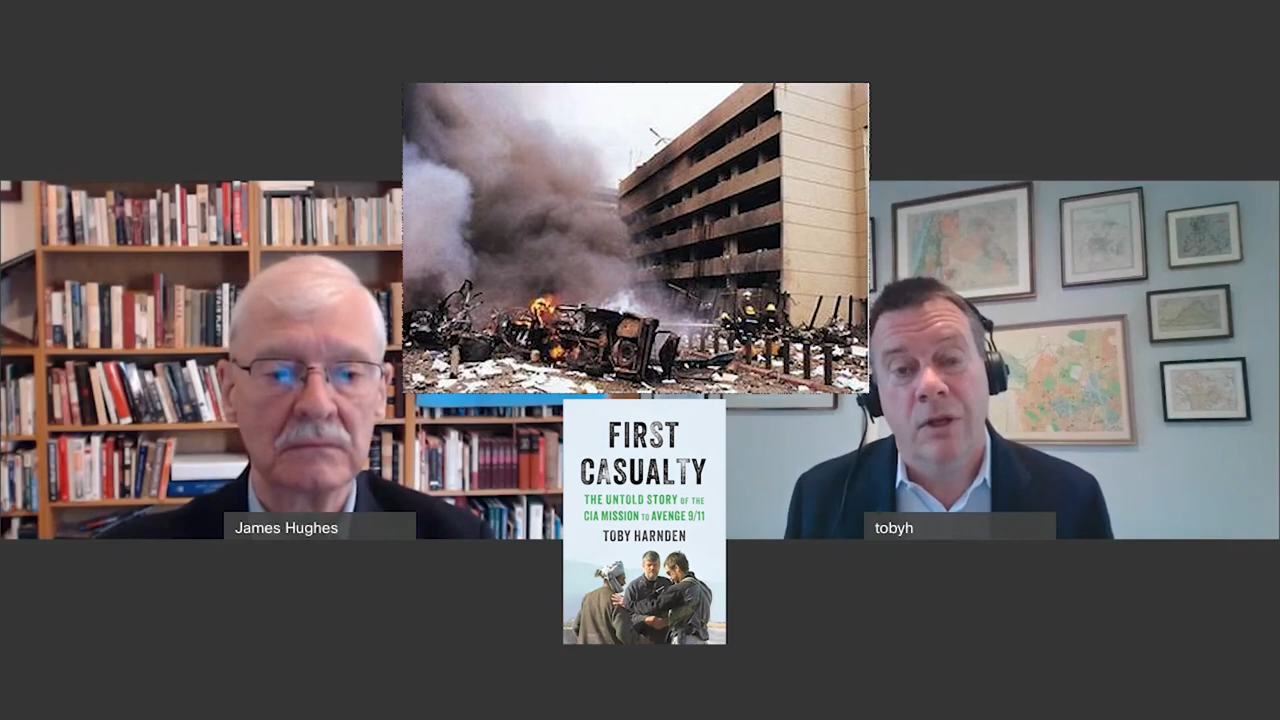 FIRST
CASUALTY
THE UNTOLD STORY OF THE
CIA MISSION TO AVENGE 9/11
TOBY HARNDEN
James Hughes
tobyh